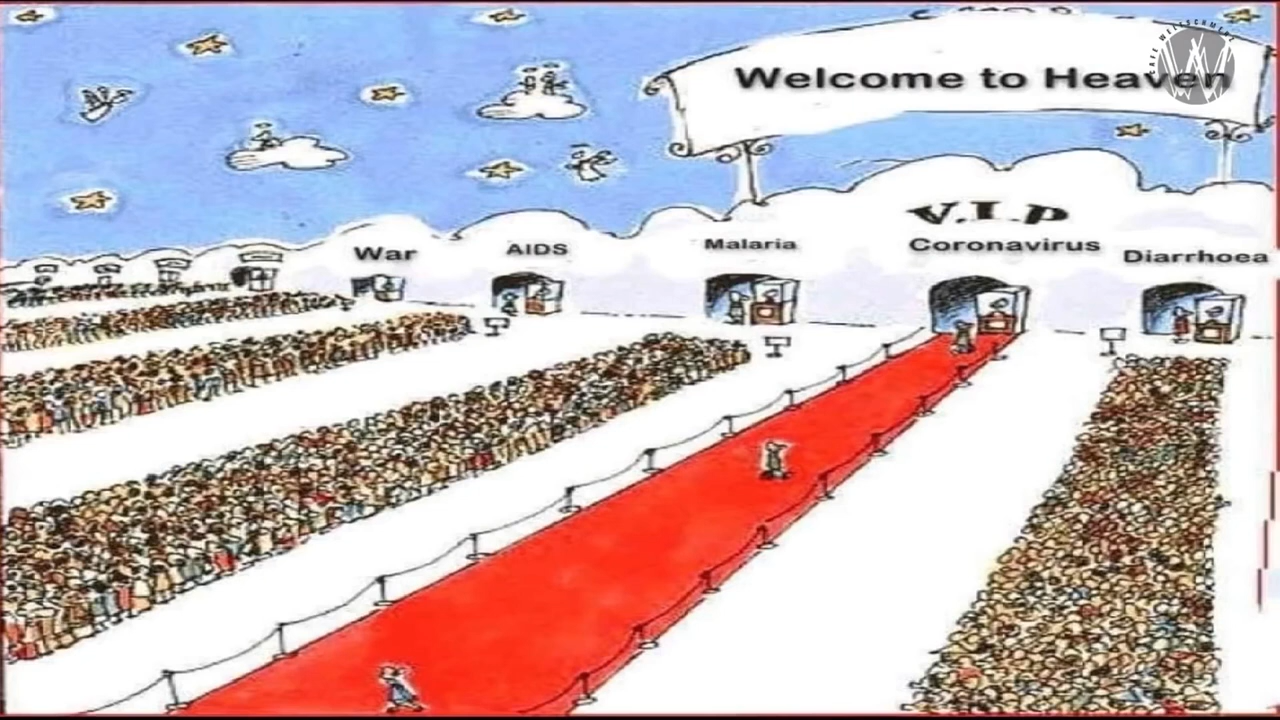 Welcome to Heaven
V.I.P
War
AIDS
Malaria
Coronavirus
Diarrhoea